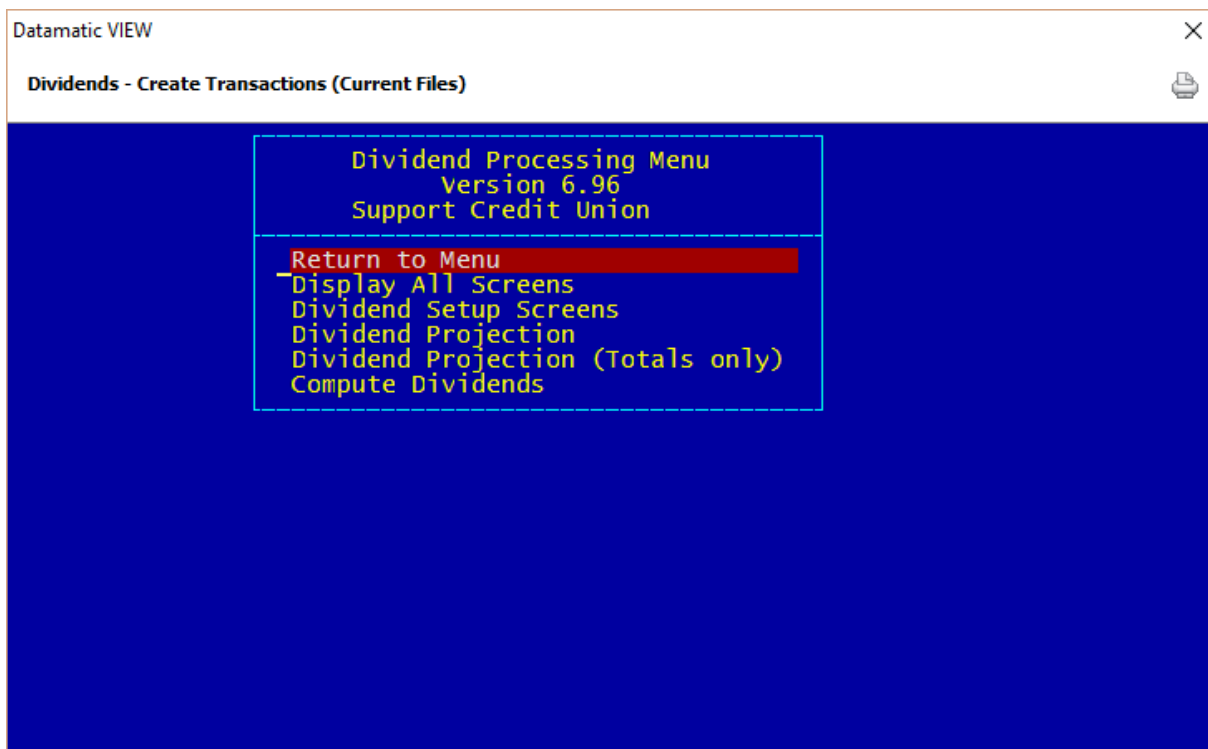 Datamatic VIEW
Dividends - Create Transactions (Current Files)
Dividend Processing Menu
Version 6.96
Support Credit Union
Return to Menu
Display All Screens
Dividend Setup Screens
Dividend Projection
Dividend Projection (Totals only)
Compute Dividends